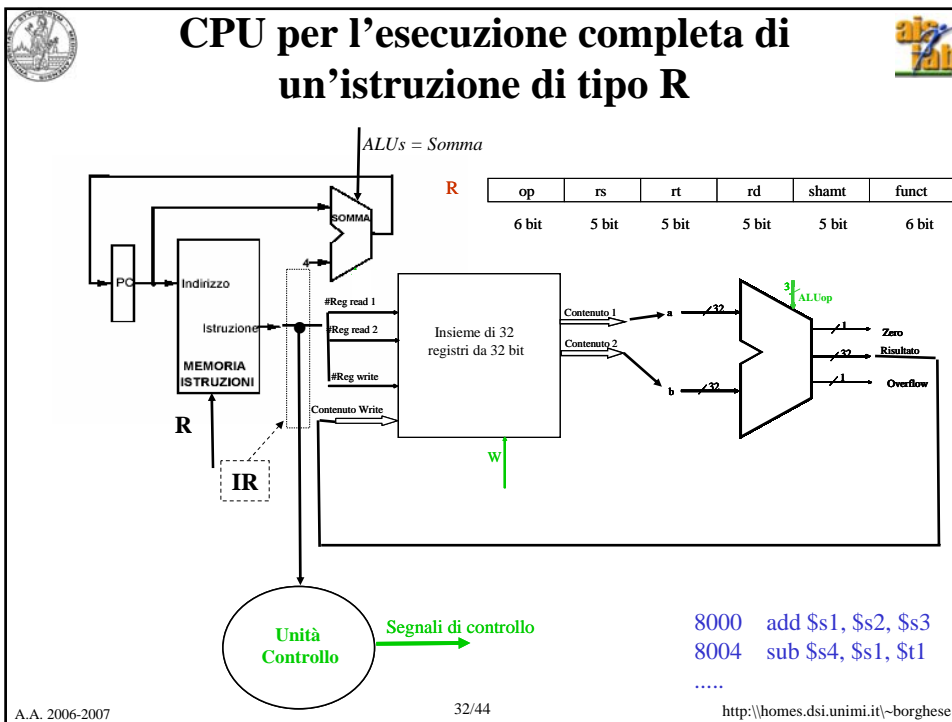 CPU per l'esecuzione completa di
un'istruzione di tipo R
ALUs = Somma
R op rs rt rd shamt funct
6 bit 5 bit 5 bit 5 bit 5 bit 6 bit
SOMMA
4
PC
Indirizzo
Istruzione
MEMORIA
ISTRUZIONI
R
IR
#Reg read 1
#Reg read 2
#Reg write
Contenuto Write
Insieme di 32
registri da 32 bit
W
Contenuto 1
Contenuto 2
a 32
b 32
3
ALUop
1 Zero
32 Risultato
1 Overflow
Unità
Controllo
Segnali di controllo
8000 add $s1, $s2, $s3
8004 sub $s4, $s1, $t1
.....
A.A. 2006-2007
32/44
http:\\homes.dsi.unimi.it\~borghese